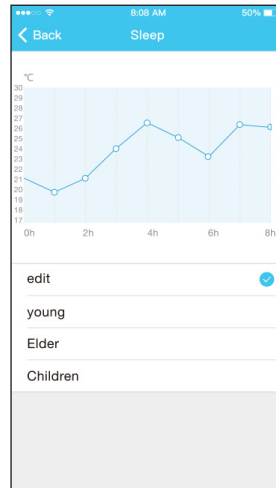 8:08 AM 50%
Back Sleep
℃
30
29
28
27
26
25
24
23
22
21
20
19
18
17
0h 2h 4h 6h 8h
edit
young
Elder
Children